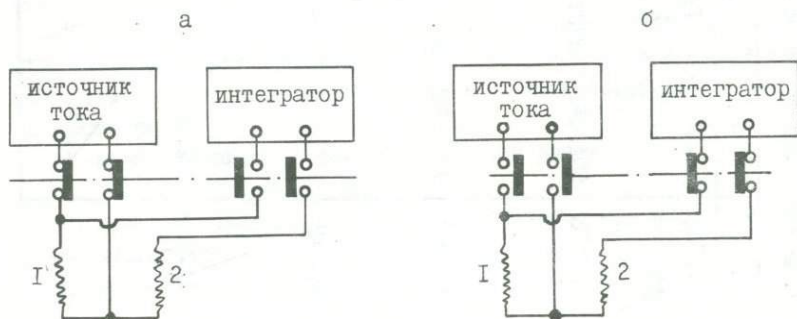 а
источник
тока
интегратор
I
2
б
источник
тока
интегратор
I
2